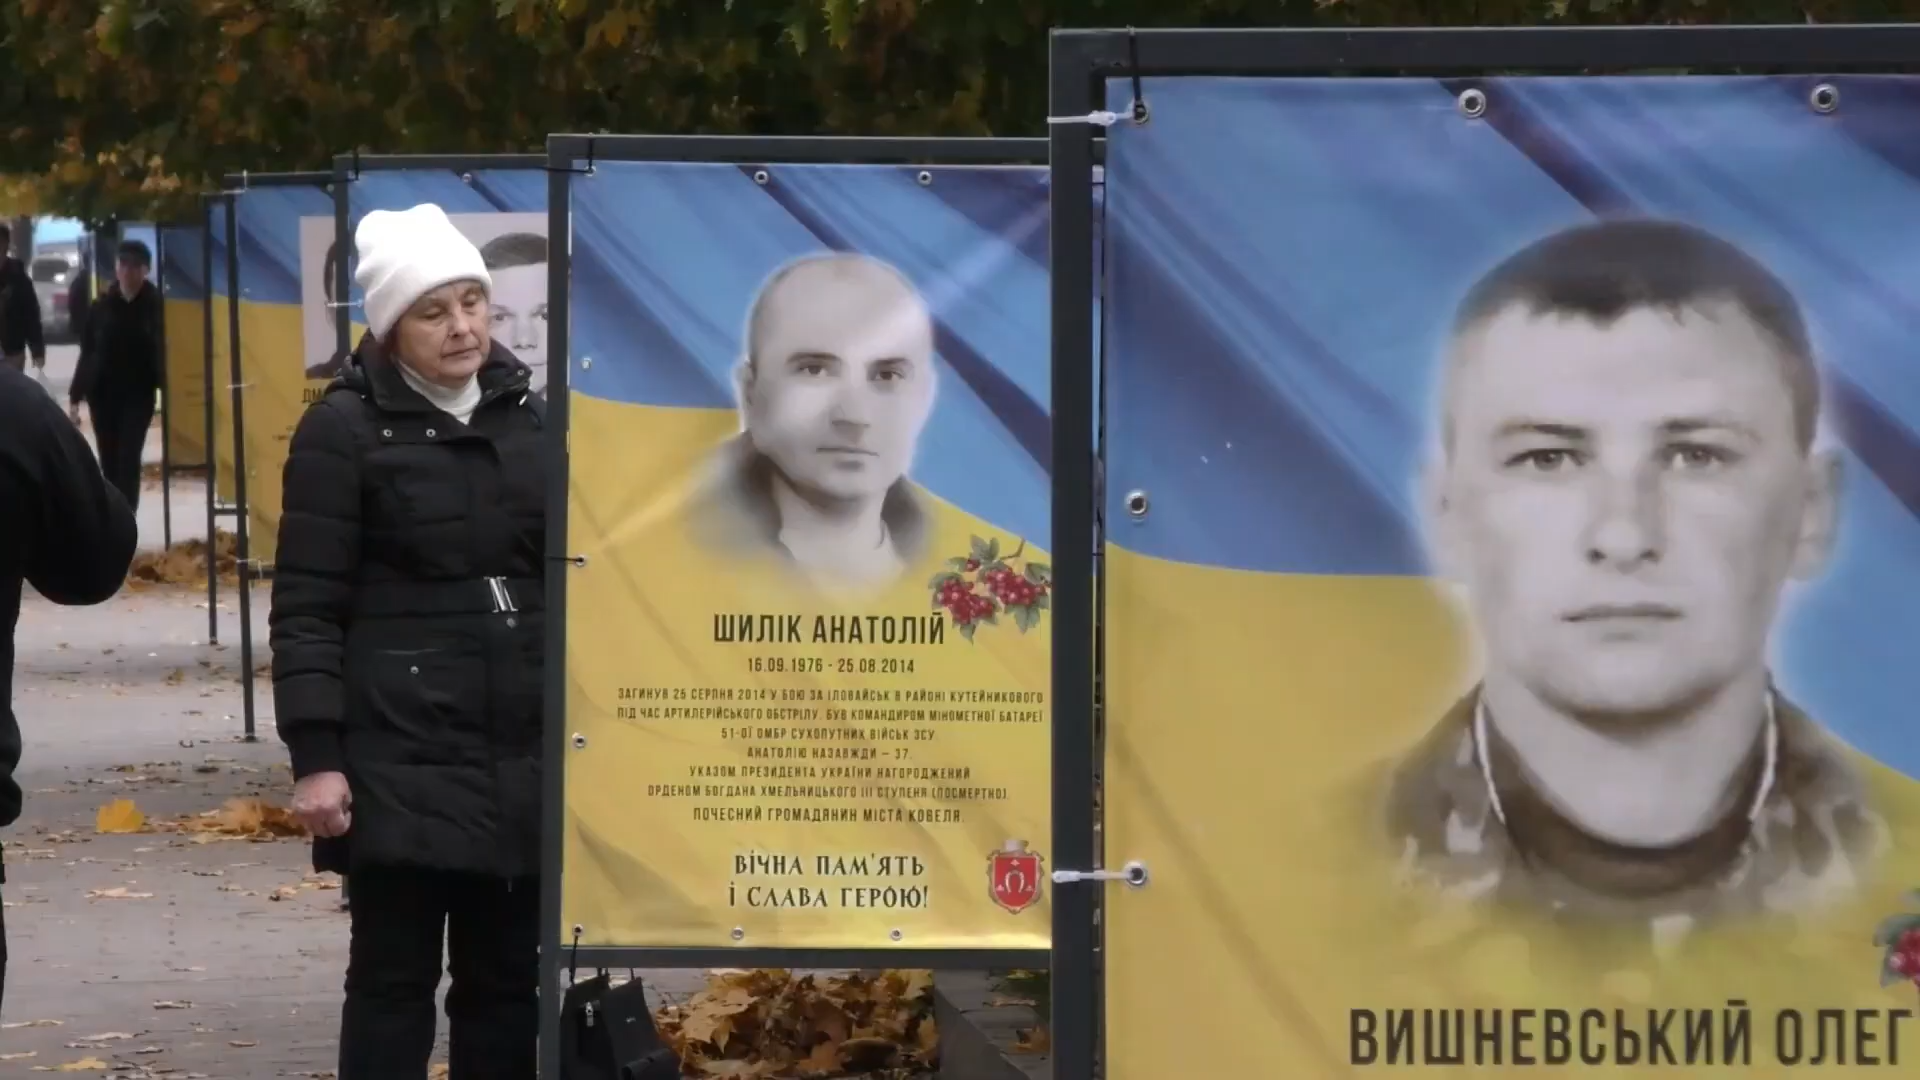 ШИЛІК АНАТОЛІЙ
16.09.1976 - 25.08.2014
ЗАГИНУВ 25 СЕРПНЯ 2014 У БОЮ ЗА ІЛОВАЙСЬК В РАЙОНІ КУТЕЙНИКОВОГО
ПІД ЧАС АРТИЛЕРІЙСЬКОГО ОБСТРІЛУ. БУВ КОМАНДИРОМ МІНОМЕТНОЇ БАТАРЕЇ
51-ОЇ ОМБР СУХОПУТНИХ ВІЙСЬК ЗСУ.
АНАТОЛІЮ НАЗАВЖДИ – 37.
УКАЗОМ ПРЕЗИДЕНТА УКРАЇНИ НАГОРОДЖЕНИЙ
ОРДЕНОМ БОГДАНА ХМЕЛЬНИЦЬКОГО ІІІ СТУПЕНЯ (ПОСМЕРТНО).
ПОЧЕСНИЙ ГРОМАДЯНИН МІСТА КОВЕЛЯ.
ВІЧНА ПАМ'ЯТЬ
І СЛАВА ГЕРОЮ!
ВИШНЕВСЬКИЙ ОЛЕГ